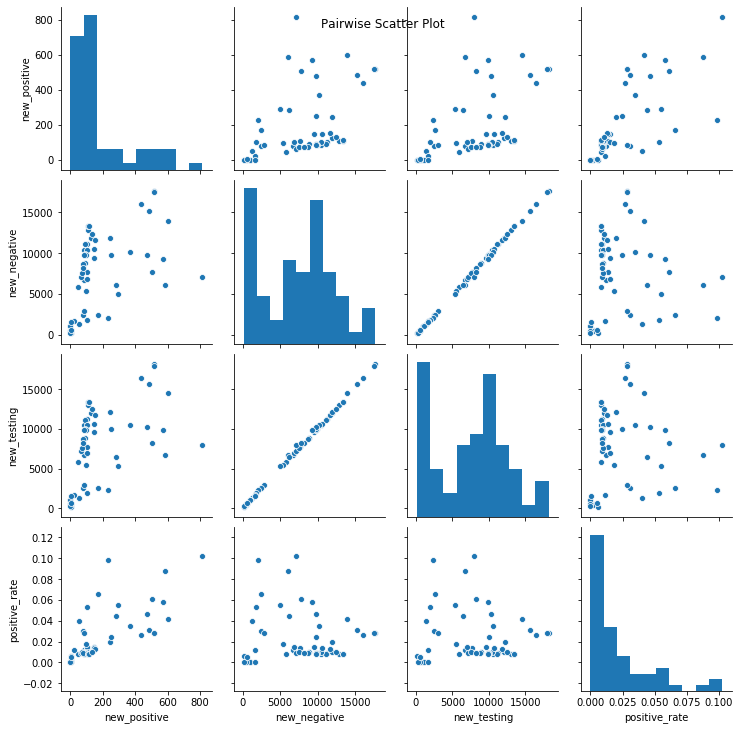 Pairwise Scatter Plot
800
600
400
200
0
new_positive
15000
10000
5000
0
new_negative
15000
10000
5000
0
new_testing
0.12
0.10
0.08
0.06
0.04
0.02
0.00
−0.02
positive_rate
0 200 400 600 800
new_positive
0 5000 10000 15000
new_negative
0 5000 10000 15000
new_testing
0.000 0.025 0.050 0.075 0.100
positive_rate